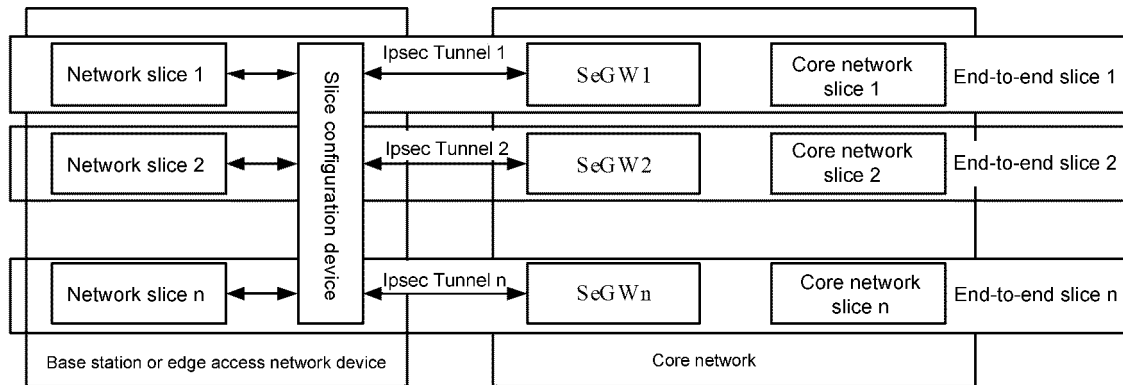 Network slice 1
Slice configuration device
Ipsec Tunnel 1
SeGW1
Core network
slice 1
End-to-end slice 1
Network slice 2
Ipsec Tunnel 2
SeGW2
Core network
slice 2
End-to-end slice 2
Network slice n
Ipsec Tunnel n
SeGWn
Core network
slice n
End-to-end slice n
Base station or edge access network device
Core network